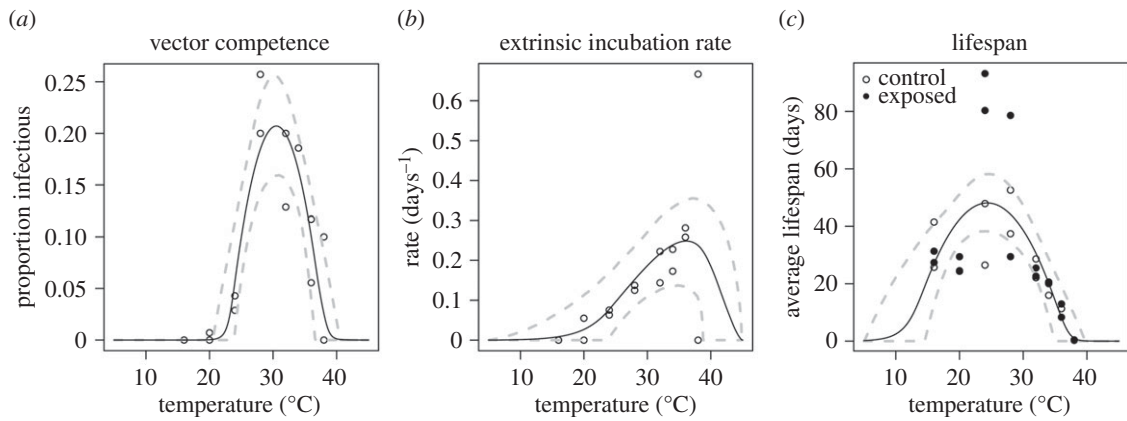 (a)
vector competence
proportion infectious
0.25
0.20
0.15
0.10
0.05
0
10 20 30 40
temperature (°C)
(b)
extrinsic incubation rate
rate (days⁻¹)
0.6
0.5
0.4
0.3
0.2
0.1
0
10 20 30 40
temperature (°C)
(c)
lifespan
control
exposed
average lifespan (days)
80
60
40
20
0
10 20 30 40
temperature (°C)